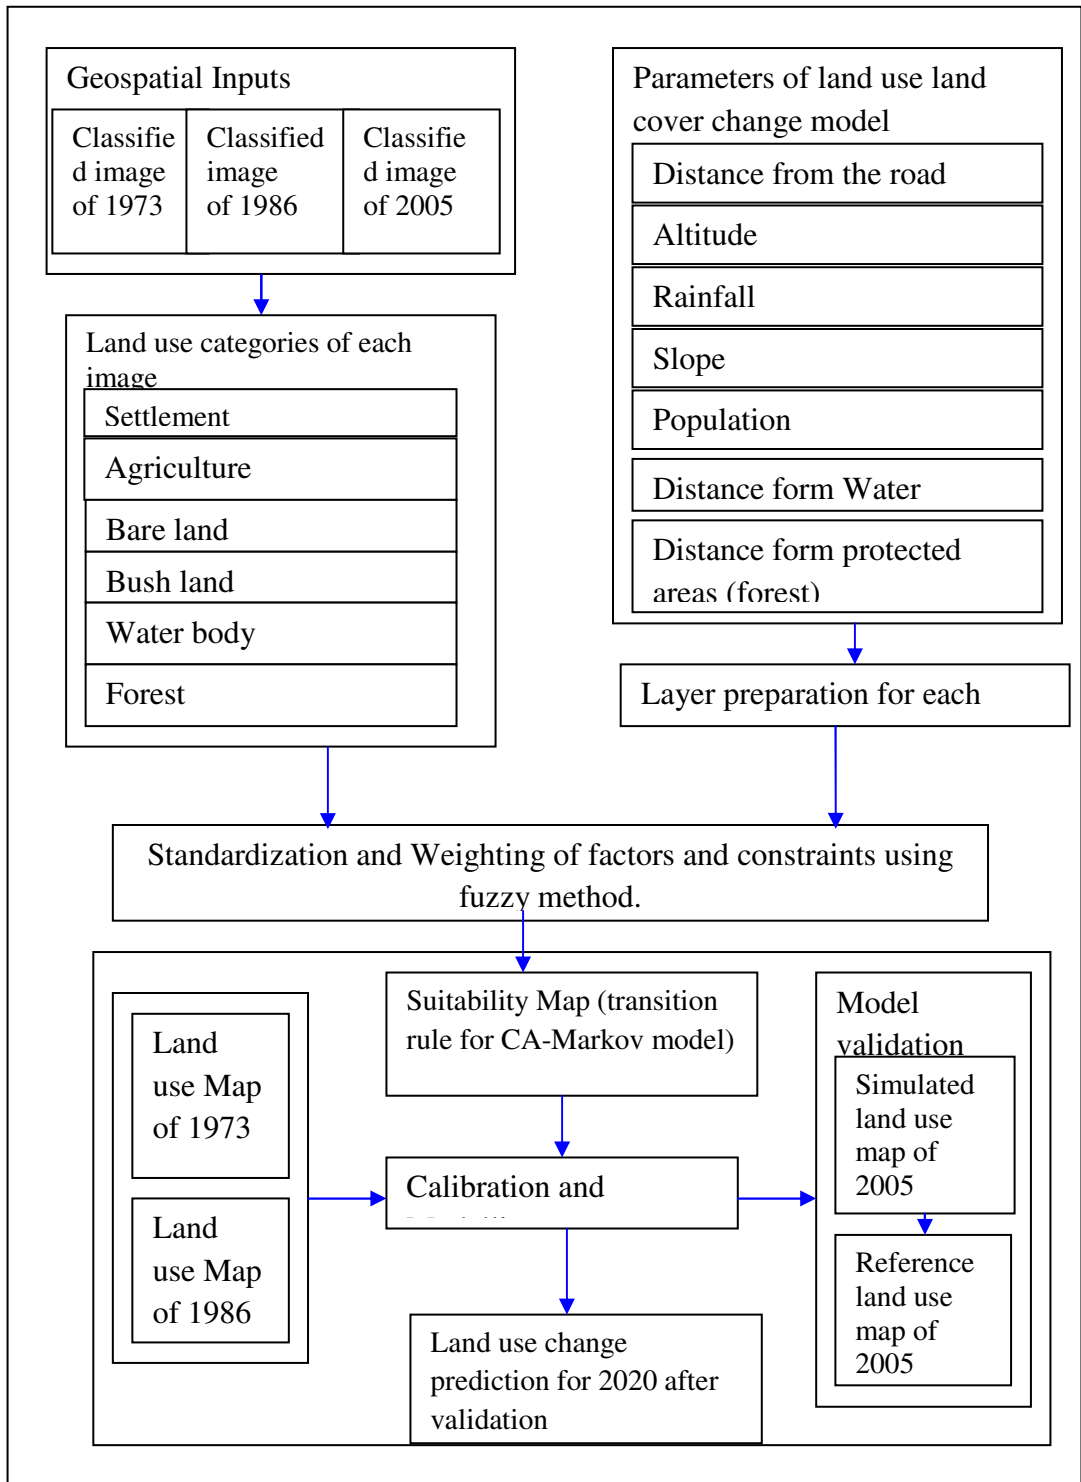 Geospatial Inputs
Classifie
d image
of 1973
Classified
image
of 1986
Classifie
d image
of 2005
Land use categories of each
image
Settlement
Agriculture
Bare land
Bush land
Water body
Forest
Parameters of land use land
cover change model
Distance from the road
Altitude
Rainfall
Slope
Population
Distance form Water
Distance form protected
areas (forest)
Layer preparation for each
Standardization and Weighting of factors and constraints using
fuzzy method.
Land
use Map
of 1973
Land
use Map
of 1986
Suitability Map (transition
rule for CA-Markov model)
Calibration and
Land use change
prediction for 2020 after
validation
Model
validation
Simulated
land use
map of
2005
Reference
land use
map of
2005